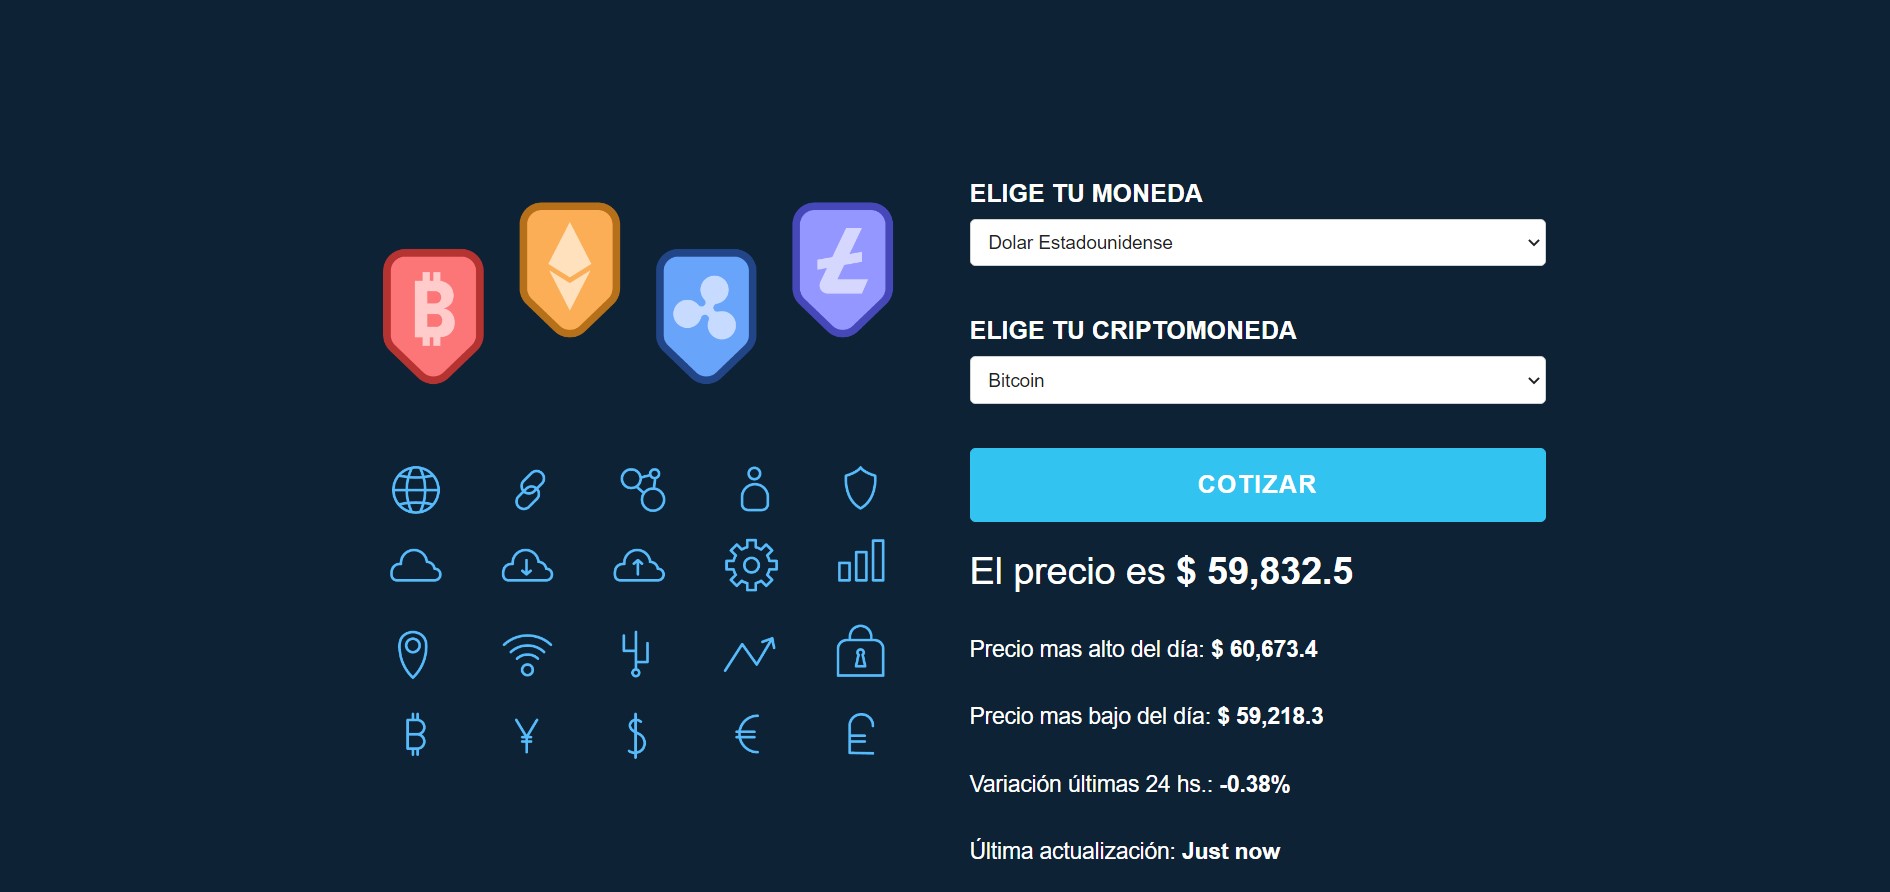 ELIGE TU MONEDA
Dolar Estadounidense
ELIGE TU CRIPTOMONEDA
Bitcoin
COTIZAR
El precio es $ 59,832.5
Precio mas alto del día: $ 60,673.4
Precio mas bajo del día: $ 59,218.3
Variación últimas 24 hs.: -0.38%
Última actualización: Just now